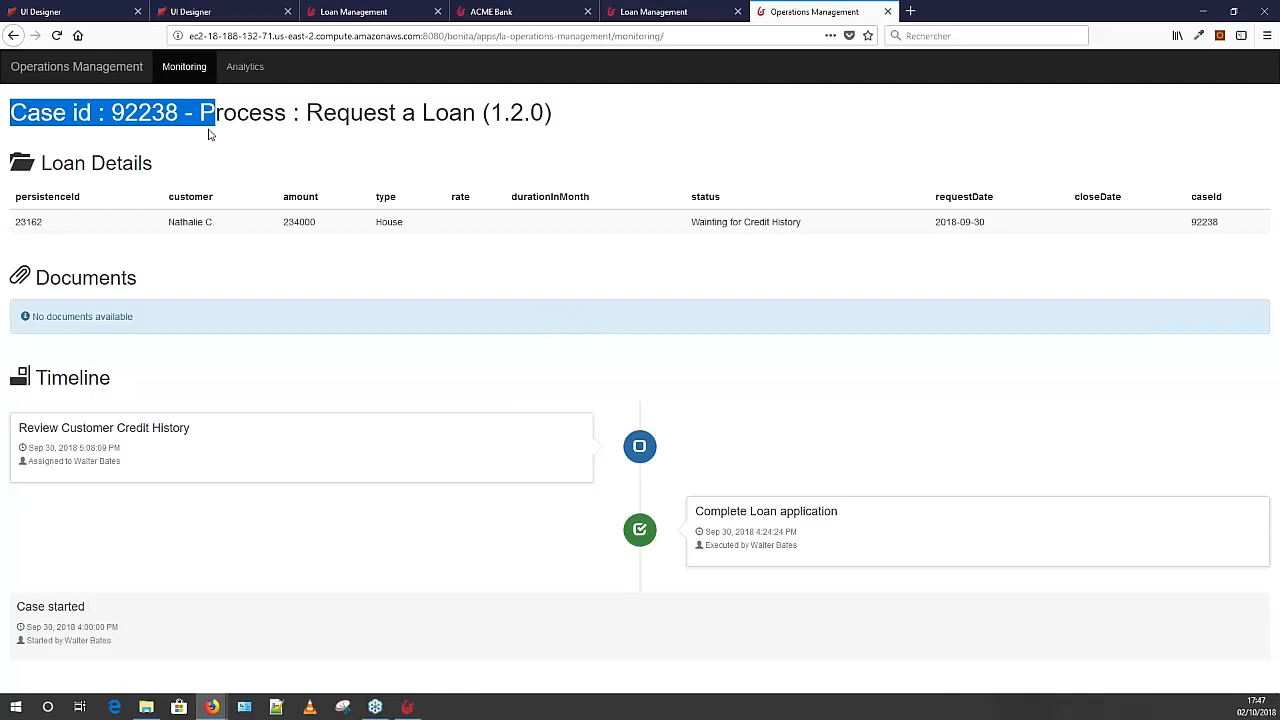 UI Designer
UI Designer
Loan Management
ACME Bank
Loan Management
Operations Management
ec2-18-188-132-71.us-east-2.compute.amazonaws.com:8080/bonita/apps/la-operations-management/monitoring/
Rechercher
Operations Management Monitoring Analytics
Case id : 92238 - Process : Request a Loan (1.2.0)
Loan Details
persistenceId customer amount type rate durationInMonth status requestDate closeDate caseId
23162 Nathalie C. 234000 House Wainting for Credit History 2018-09-30 92238
Documents
No documents available
Timeline
Review Customer Credit History
Sep 30, 2018 5:08:09 PM
Assigned to Walter Bates
Complete Loan application
Sep 30, 2018 4:24:24 PM
Executed by Walter Bates
Case started
Sep 30, 2018 4:00:00 PM
Started by Walter Bates
17:47
02/10/2018